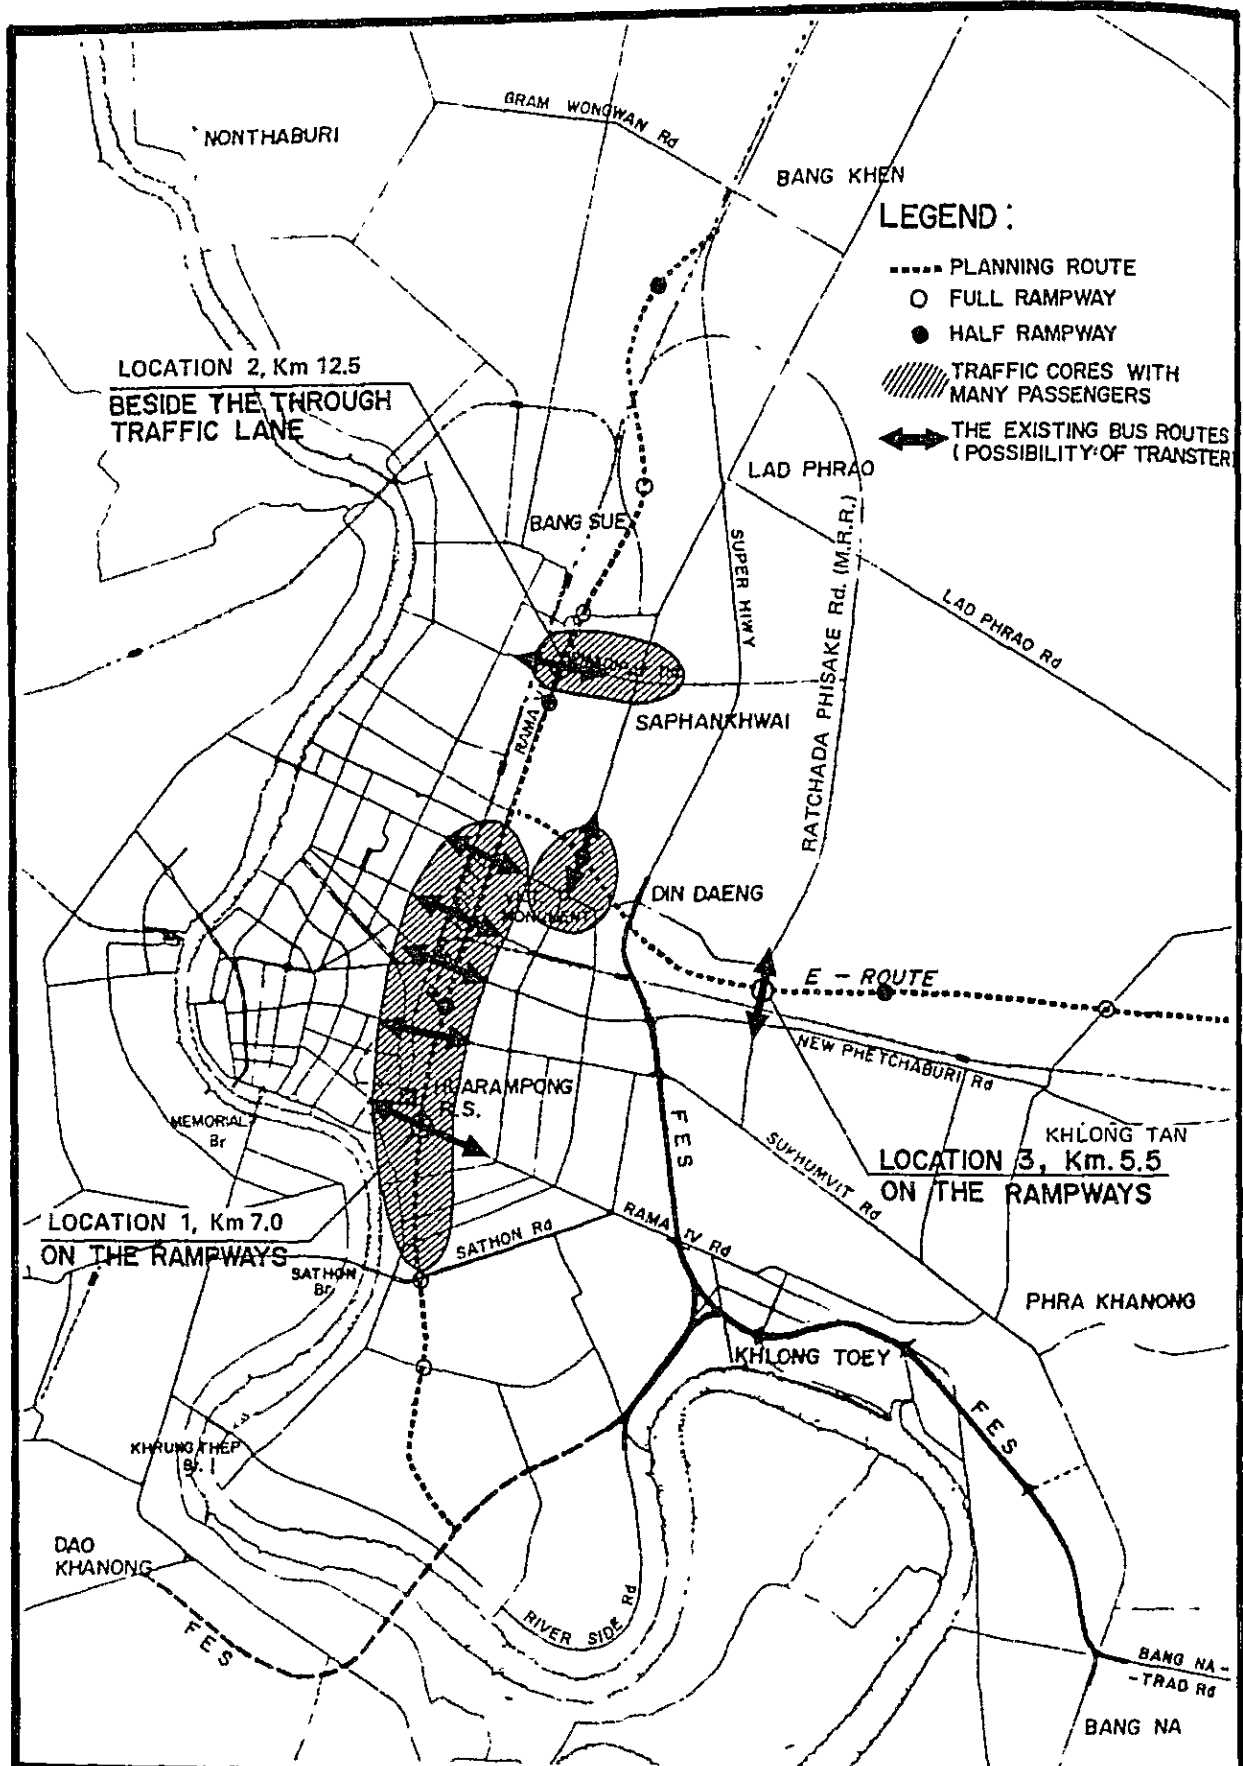 GRAM WONGWAN Rd
NONTHABURI
BANG KHEN
LEGEND :
PLANNING ROUTE
FULL RAMPWAY
HALF RAMPWAY
TRAFFIC CORES WITH
MANY PASSENGERS
THE EXISTING BUS ROUTES
(POSSIBILITY OF TRANSTER)
LOCATION 2, Km 12.5
BESIDE THE THROUGH
TRAFFIC LANE
LAD PHRAO
BANG SUE
SUPER HIWY
RATCHADA PHISAKE Rd. (M.R.R.)
LAD PHRAO Rd
SAPHANKHWAI
RAMA V
DIN DAENG
MONUMENT
E - ROUTE
NEW PHETCHABURI Rd
HUARAMPONG
R.S.
MEMORIAL
Br
FES
SUKHUMVIT Rd
KHLONG TAN
LOCATION 3, Km. 5.5
ON THE RAMPWAYS
LOCATION 1, Km 7.0
ON THE RAMPWAYS
SATHON Rd
RAMA IV Rd
SATHON
Br
PHRA KHANONG
KHLONG TOEY
FES
KHRUNG THEP
Br.
DAO
KHANONG
FES
RIVER SIDE Rd
BANG NA -
- TRAD Rd
BANG NA